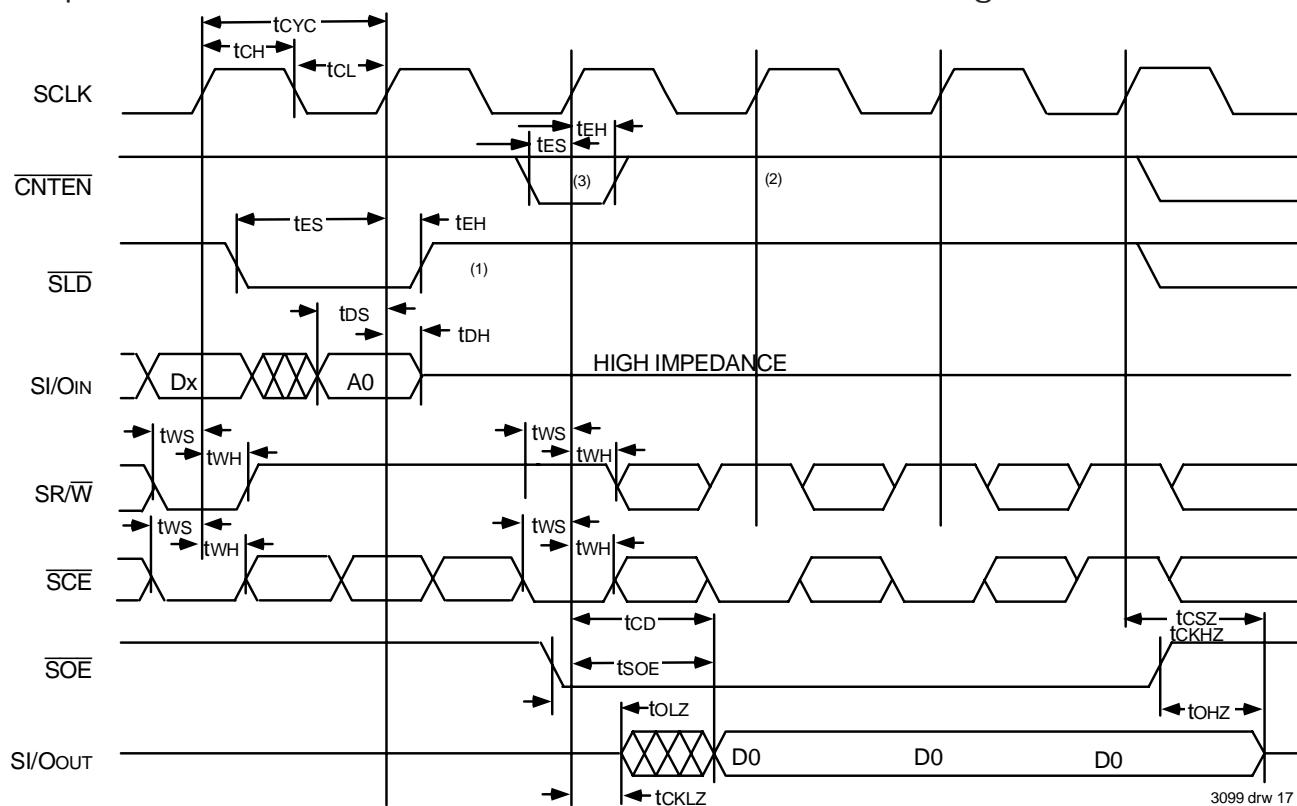 tCYC
tCH
tCL
SCLK
tEH
tES
CNTEN
(3)
(2)
tES
tEH
SLD
(1)
tDS
tDH
HIGH IMPEDANCE
SI/OIN
Dx
A0
tWS
tWH
tWS
tWH
SR/W
tWS
tWH
tWS
tWH
SCE
tCD
tCSZ
tCKHZ
SOE
tSOE
tOLZ
tOHZ
SI/OOUT
D0
D0
D0
tCKLZ
3099 drw 17